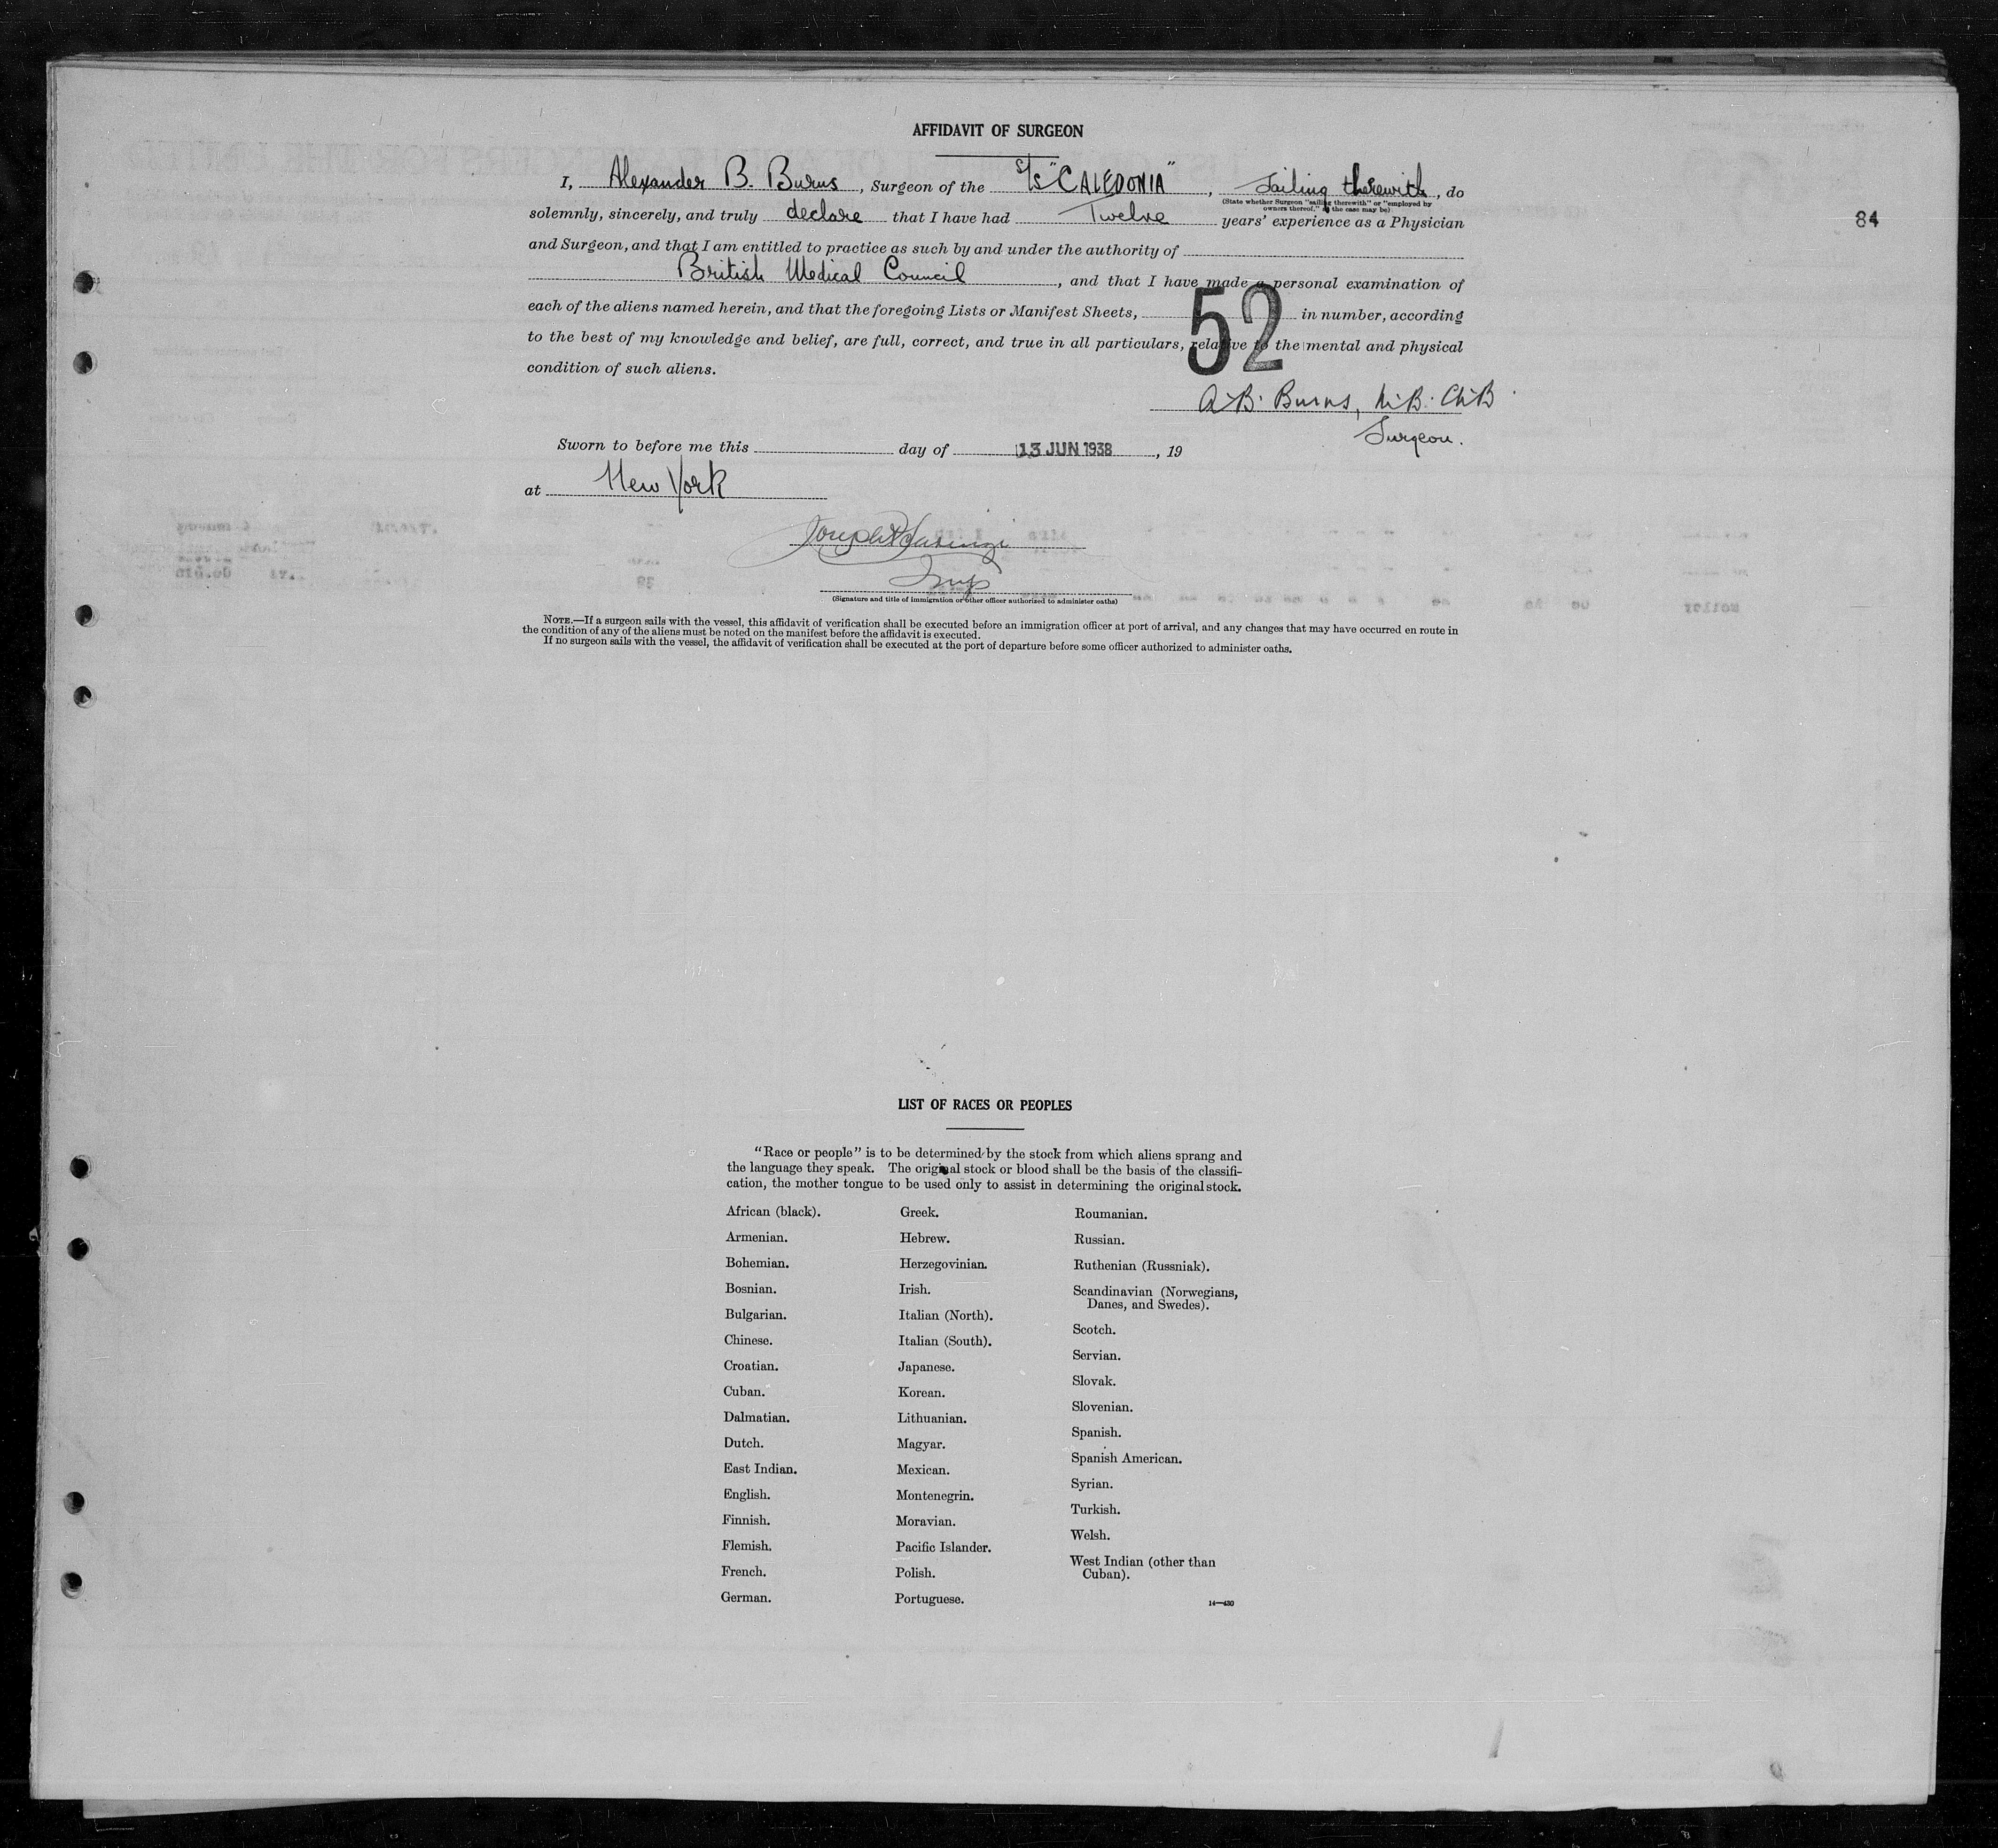 AFFIDAVIT OF SURGEON
I, Alexander B. Burns, Surgeon of the S/S "CALEDONIA", Sailing therewith, do
(State whether Surgeon "sailing therewith" or "employed by
owners thereof," as the case may be)
solemnly, sincerely, and truly declare that I have had Twelve years' experience as a Physician
84
and Surgeon, and that I am entitled to practice as such by and under the authority of
British Medical Council, and that I have made a personal examination of
each of the aliens named herein, and that the foregoing Lists or Manifest Sheets, 52 in number, according
to the best of my knowledge and belief, are full, correct, and true in all particulars, relative to the mental and physical
condition of such aliens.
A. B. Burns, M.B. Ch.B
Surgeon.
Sworn to before me this day of 13 JUN 1938, 19
at New York
Insp
(Signature and title of immigration or other officer authorized to administer oaths)
NOTE.—If a surgeon sails with the vessel, this affidavit of verification shall be executed before an immigration officer at port of arrival, and any changes that may have occurred en route in
the condition of any of the aliens must be noted on the manifest before the affidavit is executed.
If no surgeon sails with the vessel, the affidavit of verification shall be executed at the port of departure before some officer authorized to administer oaths.
LIST OF RACES OR PEOPLES
"Race or people" is to be determined by the stock from which aliens sprang and
the language they speak. The original stock or blood shall be the basis of the classifi-
cation, the mother tongue to be used only to assist in determining the original stock.
African (black).
Armenian.
Bohemian.
Bosnian.
Bulgarian.
Chinese.
Croatian.
Cuban.
Dalmatian.
Dutch.
East Indian.
English.
Finnish.
Flemish.
French.
German.
Greek.
Hebrew.
Herzegovinian.
Irish.
Italian (North).
Italian (South).
Japanese.
Korean.
Lithuanian.
Magyar.
Mexican.
Montenegrin.
Moravian.
Pacific Islander.
Polish.
Portuguese.
Roumanian.
Russian.
Ruthenian (Russniak).
Scandinavian (Norwegians,
Danes, and Swedes).
Scotch.
Servian.
Slovak.
Slovenian.
Spanish.
Spanish American.
Syrian.
Turkish.
Welsh.
West Indian (other than
Cuban).
14—430